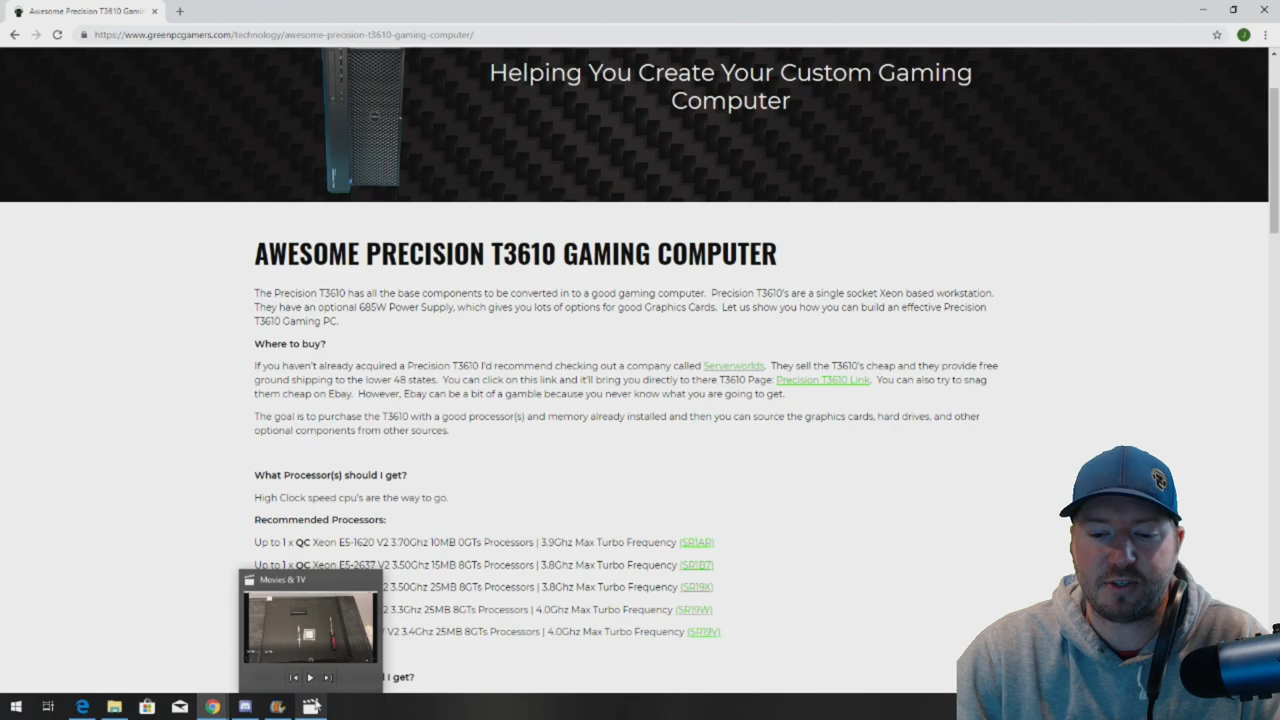 Awesome Precision T3610 Gamin
https://www.greenpcgamers.com/technology/awesome-precision-t3610-gaming-computer/
J
Helping You Create Your Custom Gaming
Computer
AWESOME PRECISION T3610 GAMING COMPUTER
The Precision T3610 has all the base components to be converted in to a good gaming computer. Precision T3610's are a single socket Xeon based workstation.
They have an optional 685W Power Supply, which gives you lots of options for good Graphics Cards. Let us show you how you can build an effective Precision
T3610 Gaming PC.
Where to buy?
If you haven't already acquired a Precision T3610 I'd recommend checking out a company called Serverworlds. They sell the T3610's cheap and they provide free
ground shipping to the lower 48 states. You can click on this link and it'll bring you directly to there T3610 Page: Precision T3610 Link. You can also try to snag
them cheap on Ebay. However, Ebay can be a bit of a gamble because you never know what you are going to get.
The goal is to purchase the T3610 with a good processor(s) and memory already installed and then you can source the graphics cards, hard drives, and other
optional components from other sources.
What Processor(s) should I get?
High Clock speed cpu's are the way to go.
Recommended Processors:
Up to 1 x QC Xeon E5-1620 V2 3.70Ghz 10MB 0GTs Processors | 3.9Ghz Max Turbo Frequency (SR1AR)
Up to 1 x QC Xeon E5-2637 V2 3.50Ghz 15MB 8GTs Processors | 3.8Ghz Max Turbo Frequency (SR1B7)
2 3.50Ghz 25MB 8GTs Processors | 3.8Ghz Max Turbo Frequency (SR19X)
V2 3.3Ghz 25MB 8GTs Processors | 4.0Ghz Max Turbo Frequency (SR19W)
V2 3.4Ghz 25MB 8GTs Processors | 4.0Ghz Max Turbo Frequency (SR19V)
Movies & TV
I get?